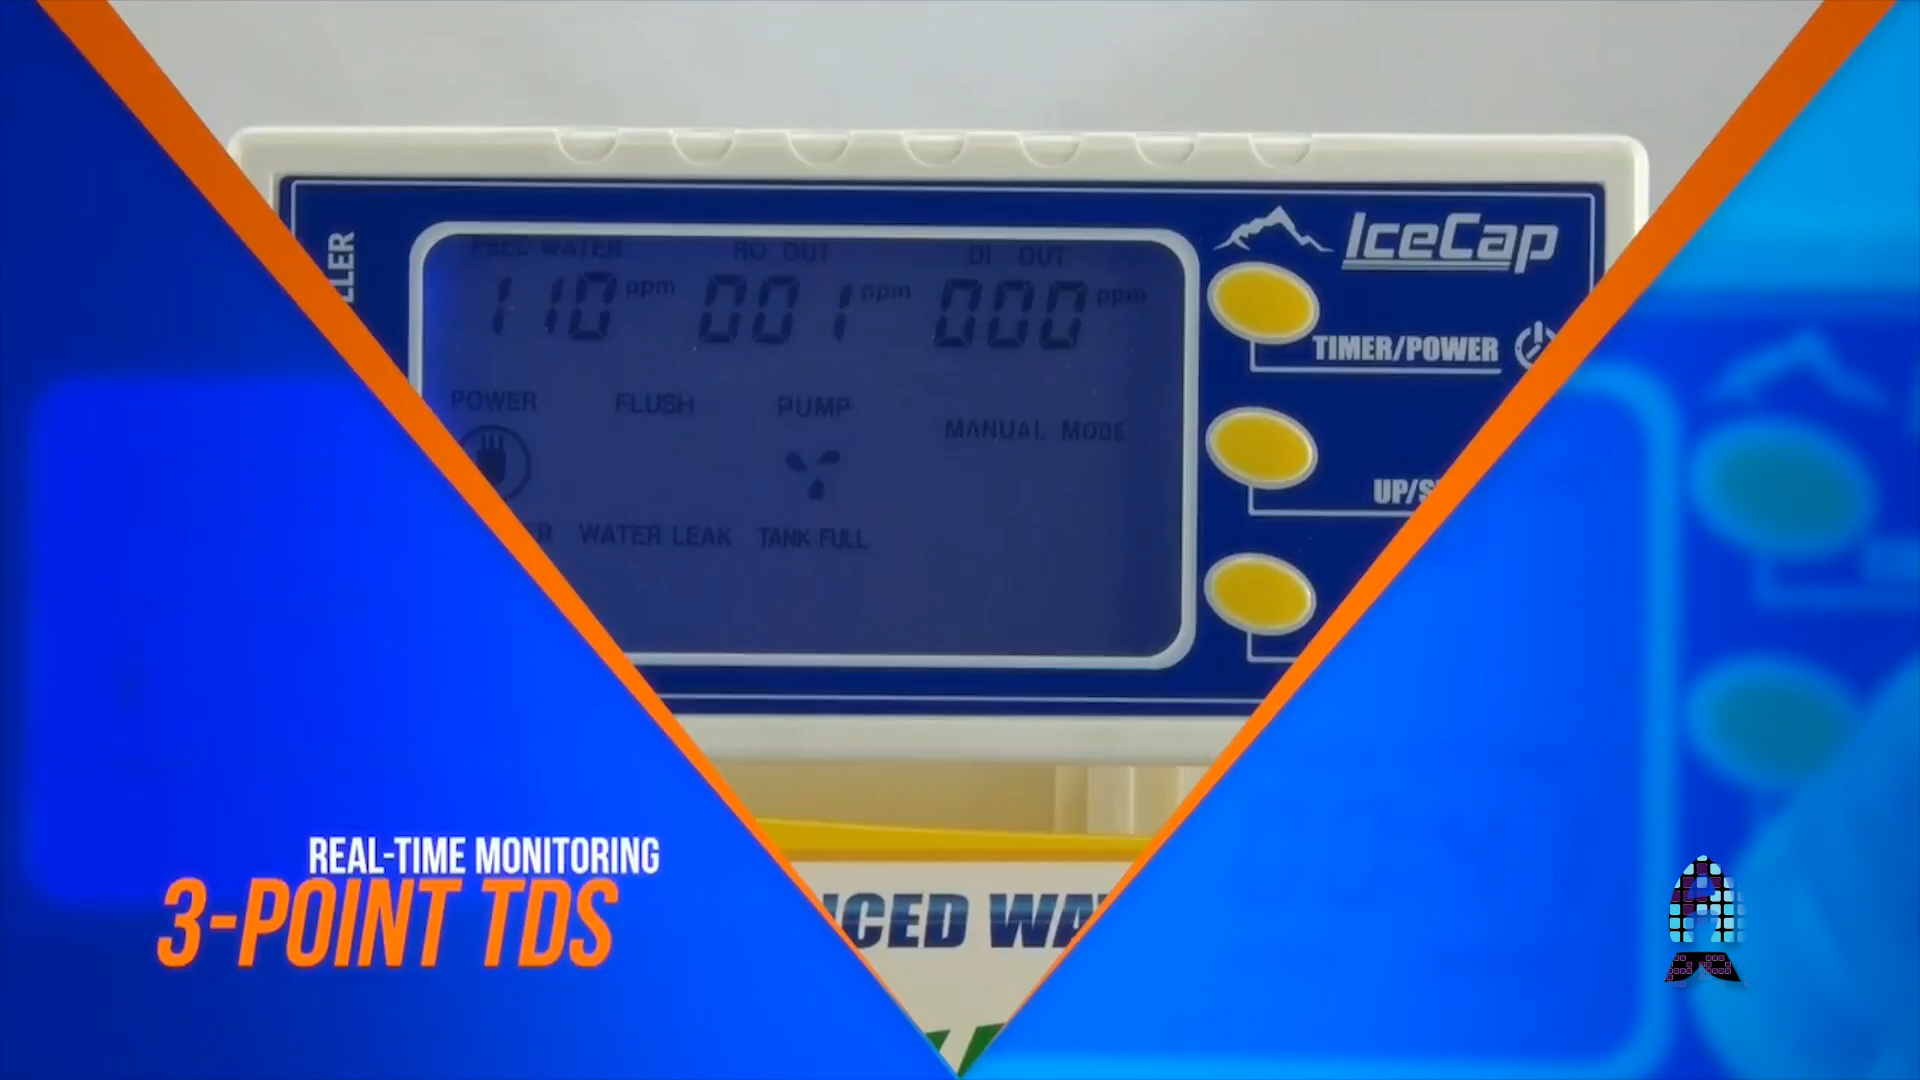 LLER
FEED WATER RO OUT DI OUT
110 ppm 001 ppm 000 ppm
POWER FLUSH PUMP
MANUAL MODE
WATER LEAK TANK FULL
IceCap
TIMER/POWER
UP/S
REAL-TIME MONITORING
3-POINT TDS
NCED WA